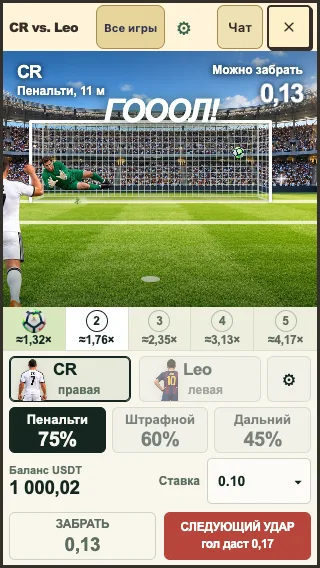 CR vs. Leo
Все игры
Чат
×
CR
Можно забрать
Пенальти, 11 м
0,13
ГОООЛ!
≈1,32×
2
≈1,76×
3
≈2,35×
4
≈3,13×
5
≈4,17×
7
CR
правая
10
Leo
левая
Пенальти
75%
Штрафной
60%
Дальний
45%
Баланс USDT
1 000,02
Ставка
0.10
ЗАБРАТЬ
0,13
СЛЕДУЮЩИЙ УДАР
гол даст 0,17